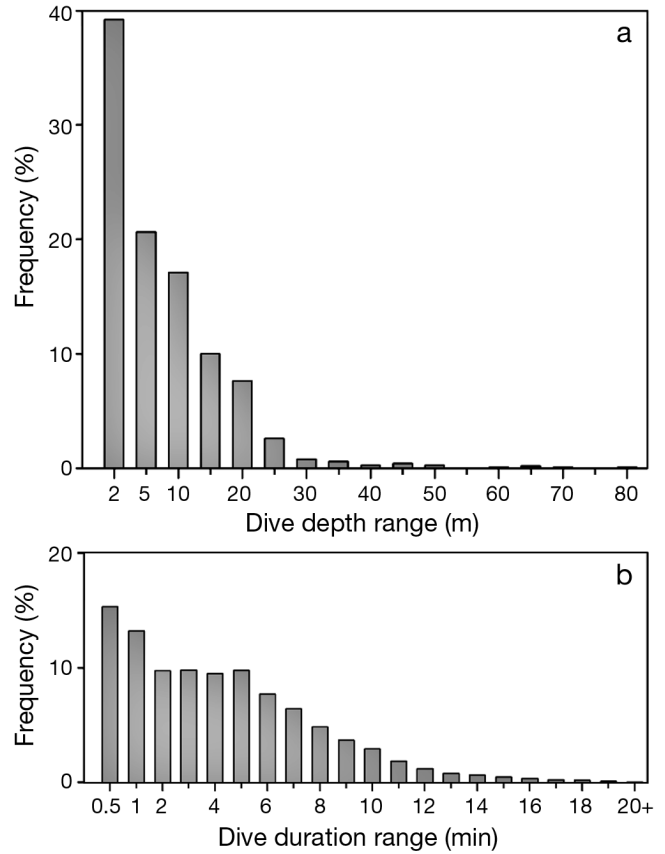 a
40
30
20
10
0
Frequency (%)
2 5 10 20 30 40 50 60 70 80
Dive depth range (m)
b
20
10
0
Frequency (%)
0.5 1 2 4 6 8 10 12 14 16 18 20+
Dive duration range (min)